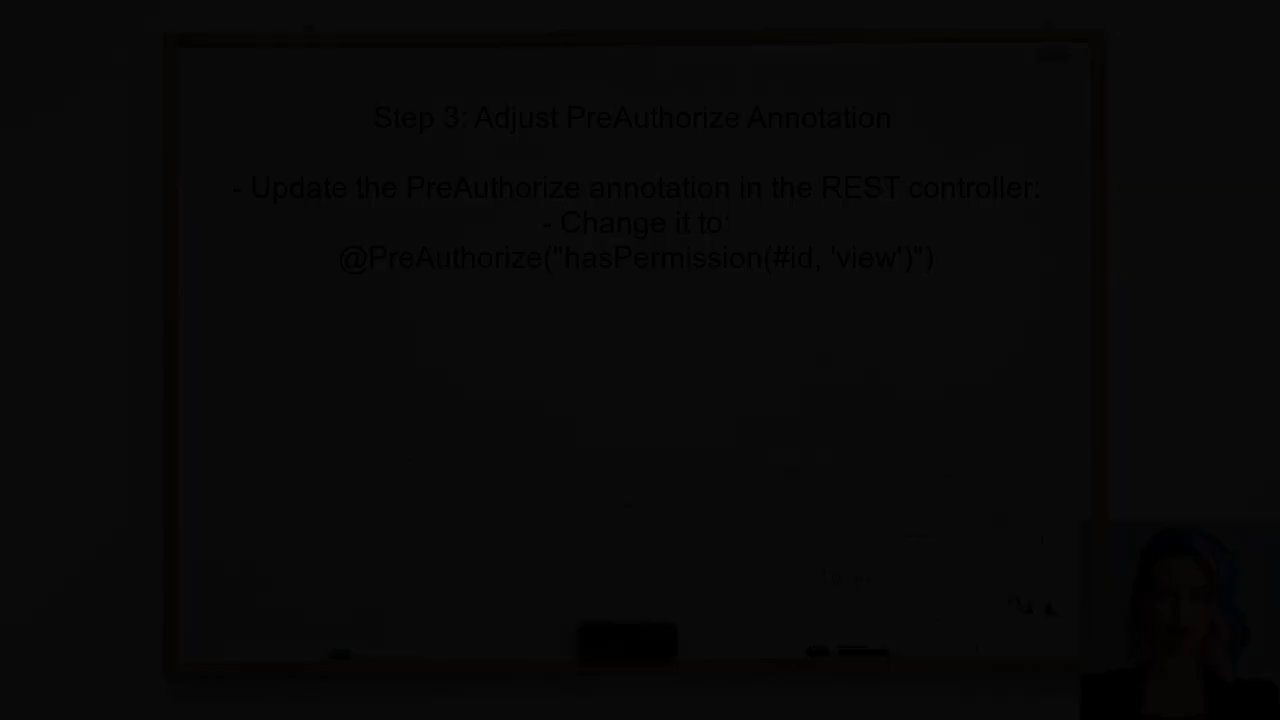 Step 3: Adjust PreAuthorize Annotation
- Update the PreAuthorize annotation in the REST controller:
- Change it to:
@PreAuthorize("hasPermission(#id, 'view')")